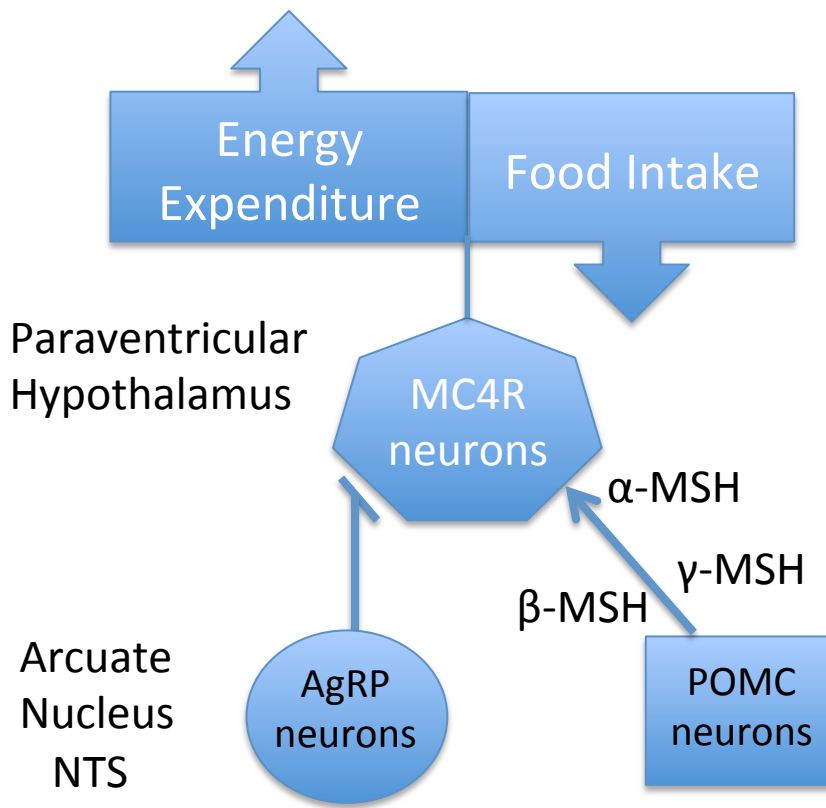 Energy
Expenditure
Food Intake
Paraventricular
Hypothalamus
MC4R
neurons
α-MSH
γ-MSH
β-MSH
Arcuate
Nucleus
NTS
AgRP
neurons
POMC
neurons